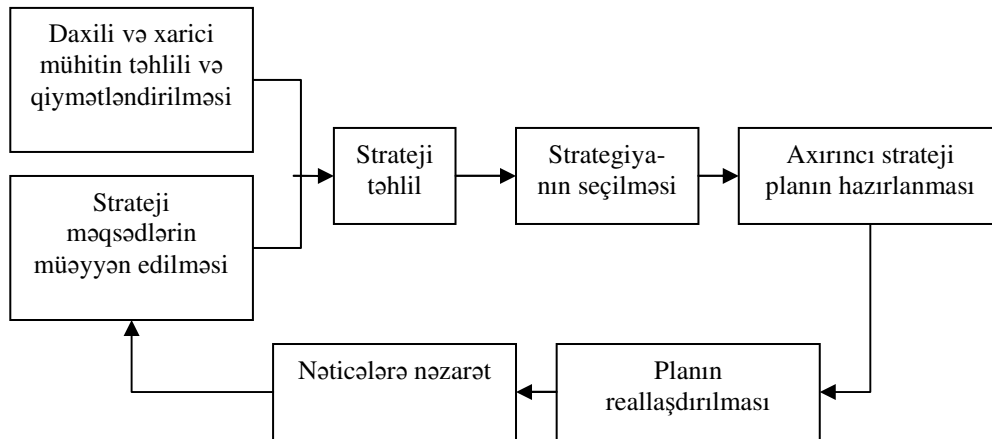 Daxili və xarici
mühitin təhlili və
qiymətləndirilməsi
Strateji
məqsədlərin
müəyyən edilməsi
Strateji
təhlil
Strategiya-
nın seçilməsi
Axırıncı strateji
planın hazırlanması
Nəticələrə nəzarət
Planın
reallaşdırılması